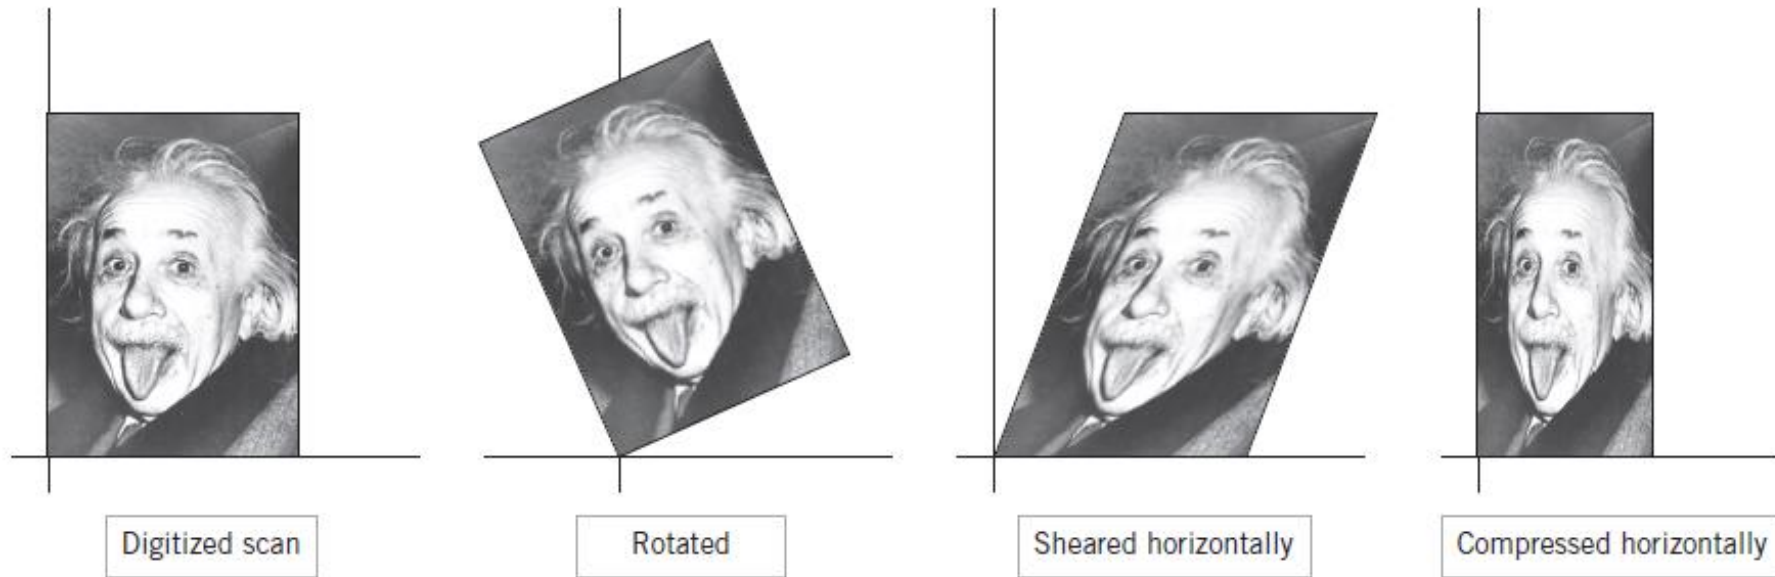 Digitized scan
Rotated
Sheared horizontally
Compressed horizontally